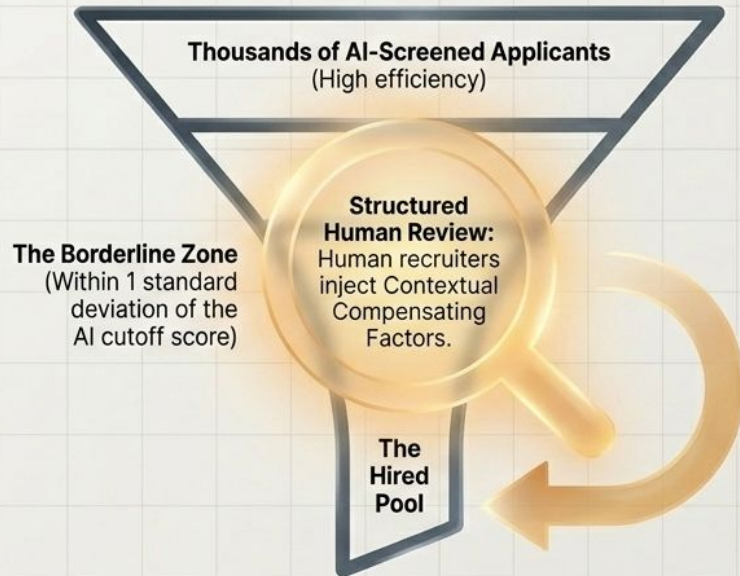 Thousands of AI-Screened Applicants
(High efficiency)
Structured
Human Review:
Human recruiters
inject Contextual
Compensating
Factors.
The Borderline Zone
(Within 1 standard
deviation of the
AI cutoff score)
The
Hired
Pool